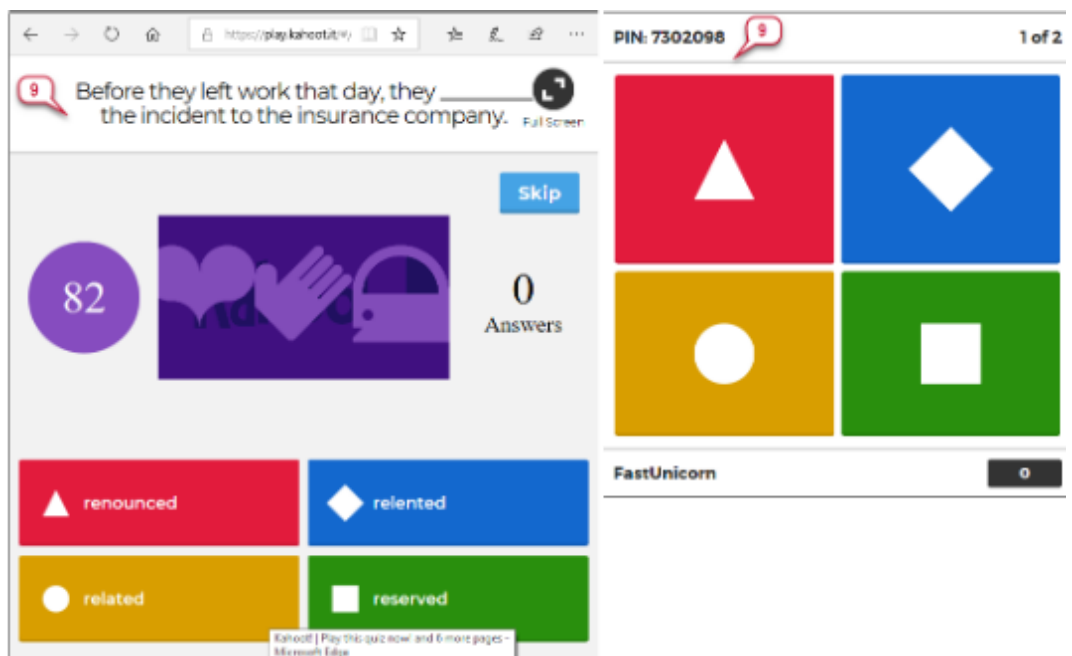 https://play.kahoot.it/#/
9
Before they left work that day, they ________
the incident to the insurance company.
Full Screen
Skip
82
0
Answers
renounced
relented
related
reserved
Kahoot! | Play this quiz now! and 6 more pages -
Microsoft Edge
PIN: 7302098
9
1 of 2
FastUnicorn
0